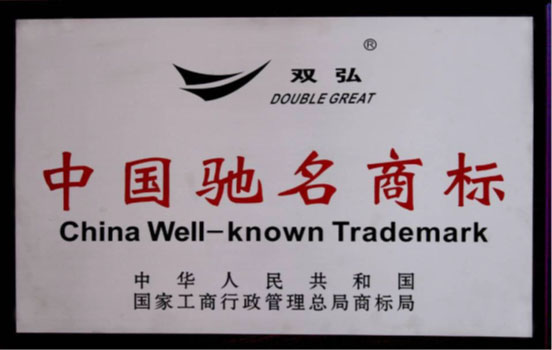 ®
双弘
DOUBLE GREAT
中国驰名商标
China Well-known Trademark
中华人民共和国
国家工商行政管理总局商标局